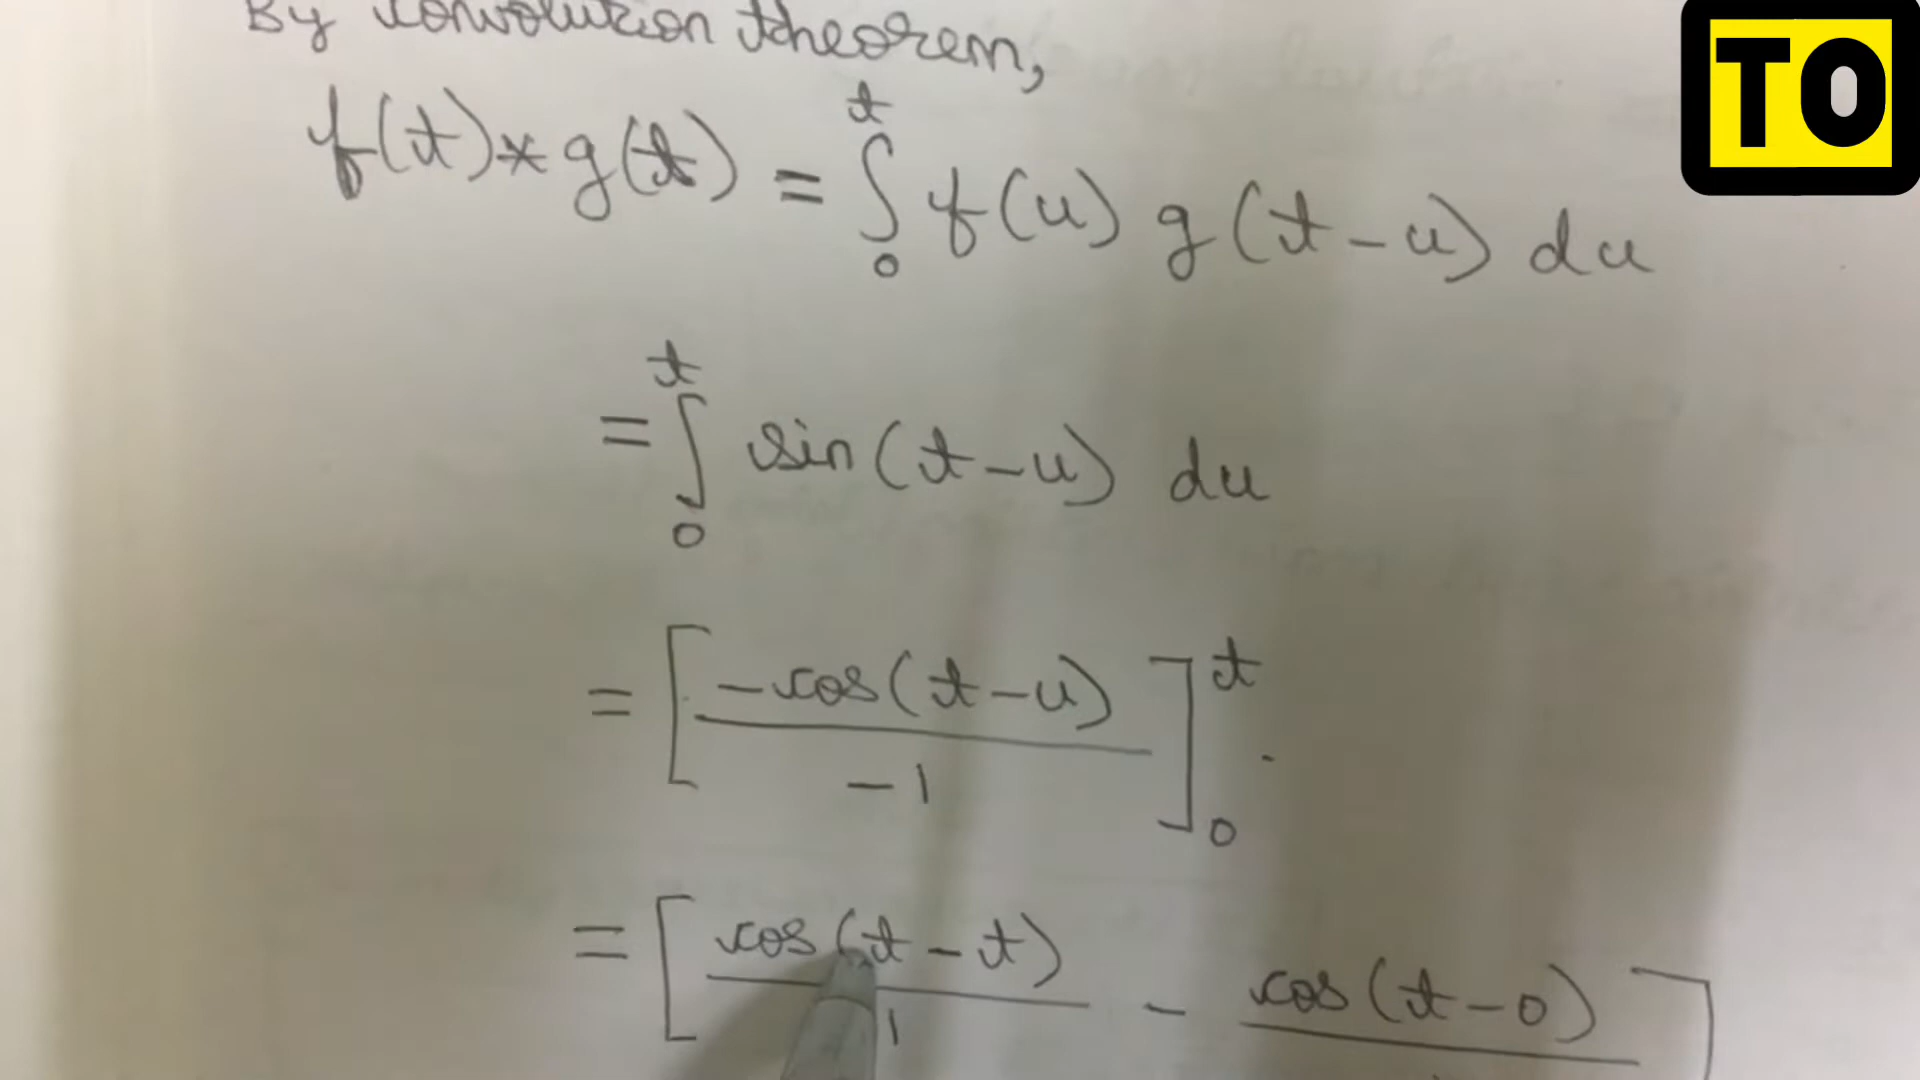 By convolution theorem,
TO
f(t)*g(t) = ∫₀ᵗ f(u) g(t-u) du
= ∫₀ᵗ sin(t-u) du
= [-cos(t-u)/-1]₀ᵗ .
= [cos(t-t)/1 - cos(t-0)/ ]